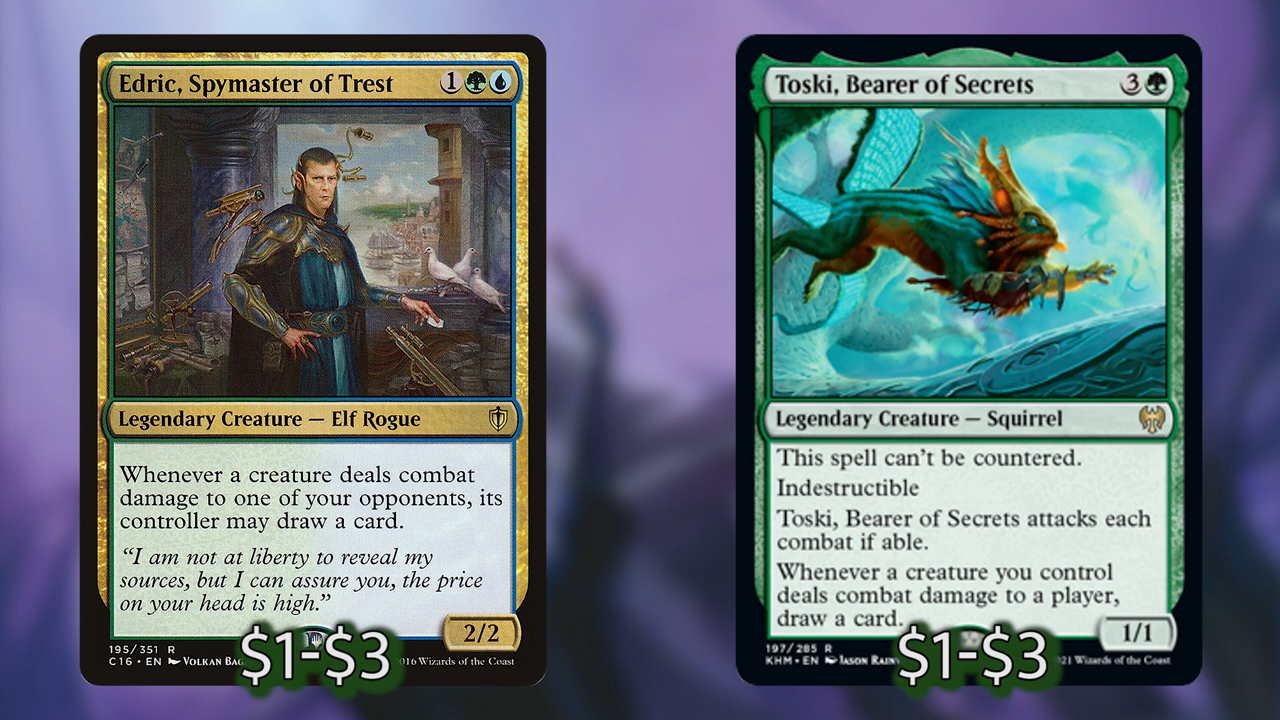 Edric, Spymaster of Trest 1
Legendary Creature — Elf Rogue
Whenever a creature deals combat
damage to one of your opponents, its
controller may draw a card.
“I am not at liberty to reveal my
sources, but I can assure you, the price
on your head is high.”
2/2
195/351 R
C16 • EN VOLKAN 016 Wizards of the Coast
$1-$3
Toski, Bearer of Secrets 3
Legendary Creature — Squirrel
This spell can’t be countered.
Indestructible
Toski, Bearer of Secrets attacks each
combat if able.
Whenever a creature you control
deals combat damage to a player,
draw a card.
1/1
197/285 R
KHM • EN JASON 021 Wizards of the Coast
$1-$3